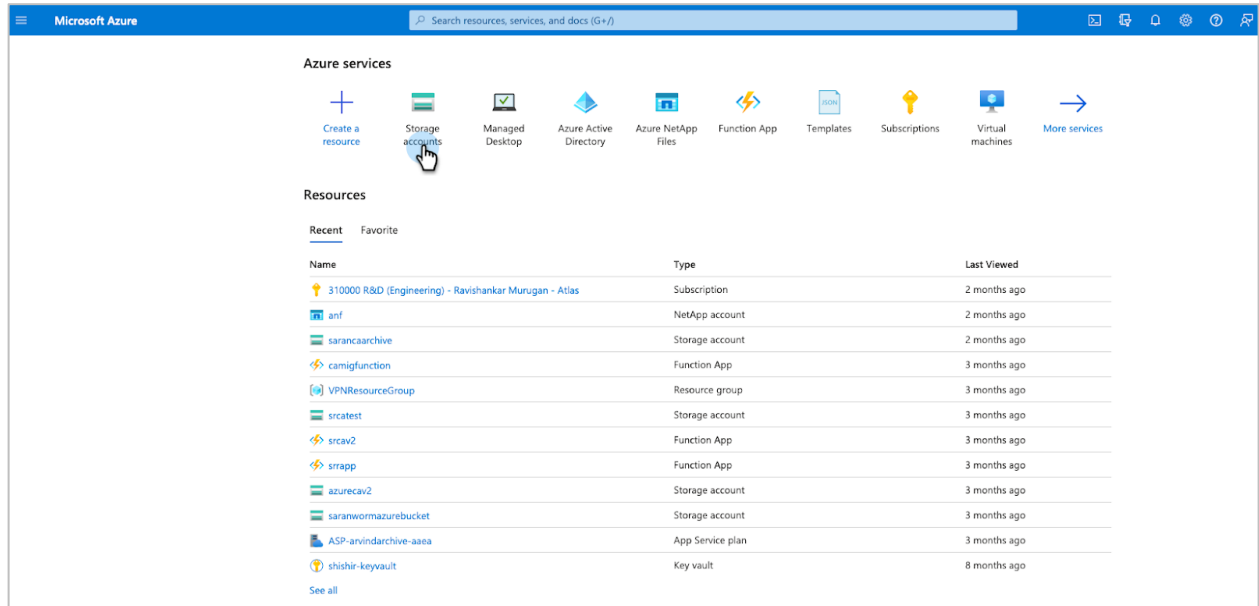 Microsoft Azure
Search resources, services, and docs (G+/)
Azure services
Create a resource
Storage accounts
Managed Desktop
Azure Active Directory
Azure NetApp Files
Function App
Templates
Subscriptions
Virtual machines
More services
JSON
Resources
Recent Favorite
Name Type Last Viewed
310000 R&D (Engineering) - Ravishankar Murugan - Atlas Subscription 2 months ago
anf NetApp account 2 months ago
sarancaarchive Storage account 2 months ago
camigfunction Function App 3 months ago
VPNResourceGroup Resource group 3 months ago
srcatest Storage account 3 months ago
srcav2 Function App 3 months ago
srrapp Function App 3 months ago
azurecav2 Storage account 3 months ago
saranwormazurebucket Storage account 3 months ago
ASP-arvindarchive-aaea App Service plan 3 months ago
shishir-keyvault Key vault 8 months ago
See all